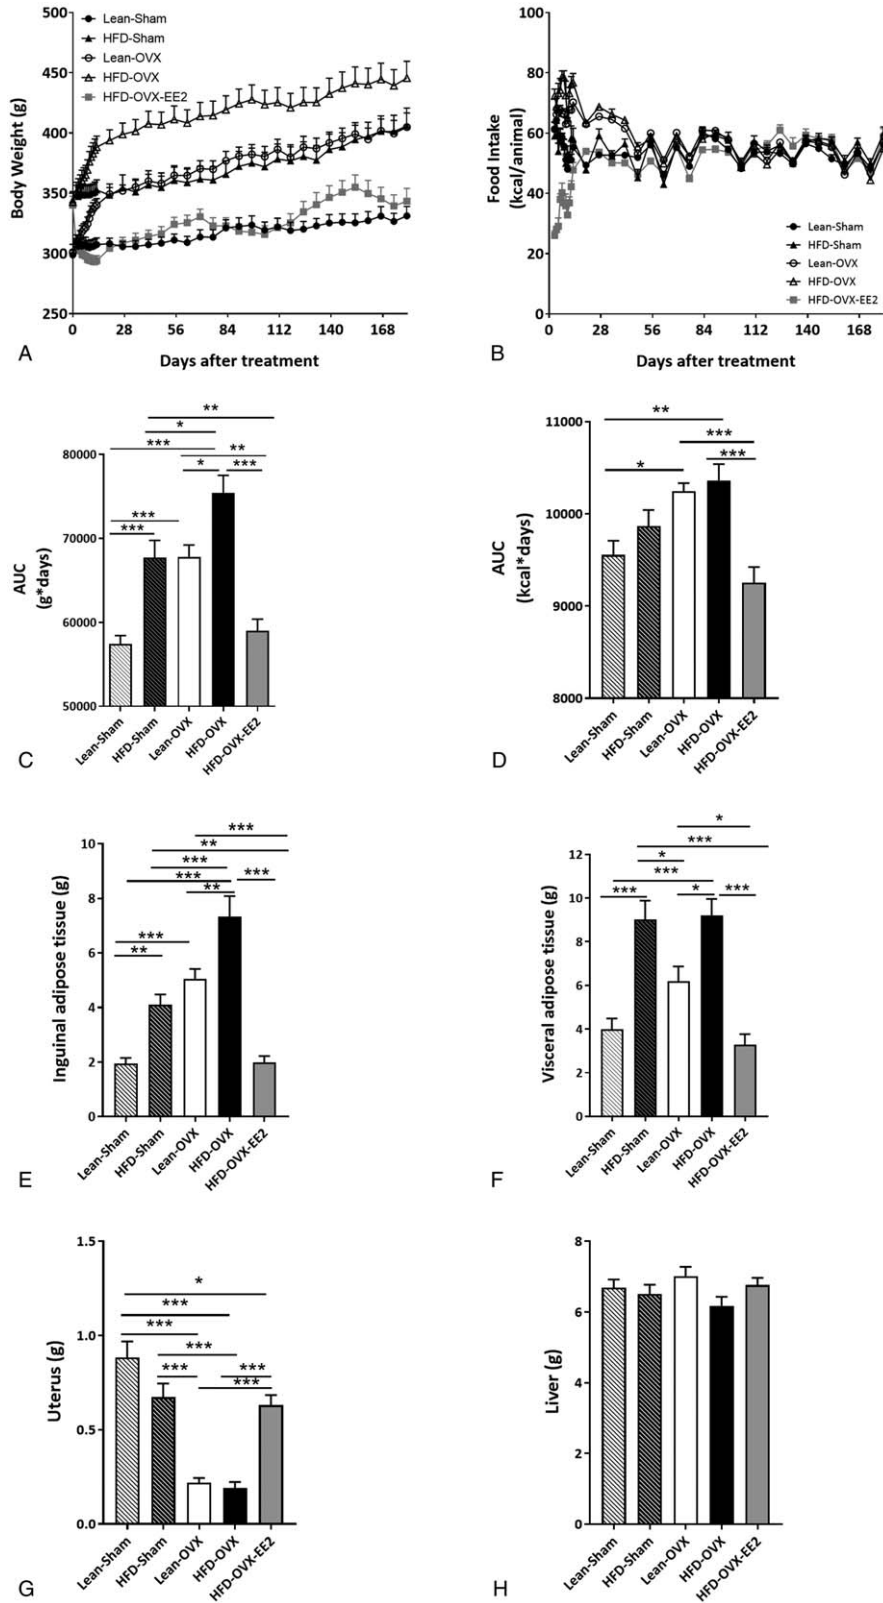 500
450
400
350
300
250
Body Weight (g)
Lean-Sham
HFD-Sham
Lean-OVX
HFD-OVX
HFD-OVX-EE2
0 28 56 84 112 140 168
A
Days after treatment
100
80
60
40
20
0
Food Intake
(kcal/animal)
Lean-Sham
HFD-Sham
Lean-OVX
HFD-OVX
HFD-OVX-EE2
0 28 56 84 112 140 168
B
Days after treatment
**
*
*** **
* ***
***
***
80000
70000
60000
50000
AUC
(g*days)
Lean-Sham
HFD-Sham
Lean-OVX
HFD-OVX
HFD-OVX-EE2
C
**
***
***
*
11000
10000
9000
8000
AUC
(kcal*days)
Lean-Sham
HFD-Sham
Lean-OVX
HFD-OVX
HFD-OVX-EE2
D
***
**
***
*** ***
**
***
**
10
8
6
4
2
0
Inguinal adipose tissue (g)
Lean-Sham
HFD-Sham
Lean-OVX
HFD-OVX
HFD-OVX-EE2
E
*
***
*
***
*** * ***
12
10
8
6
4
2
0
Visceral adipose tissue (g)
Lean-Sham
HFD-Sham
Lean-OVX
HFD-OVX
HFD-OVX-EE2
F
*
***
***
***
*** ***
***
1.5
1.0
0.5
0.0
Uterus (g)
Lean-Sham
HFD-Sham
Lean-OVX
HFD-OVX
HFD-OVX-EE2
G
8
6
4
2
0
Liver (g)
Lean-Sham
HFD-Sham
Lean-OVX
HFD-OVX
HFD-OVX-EE2
H